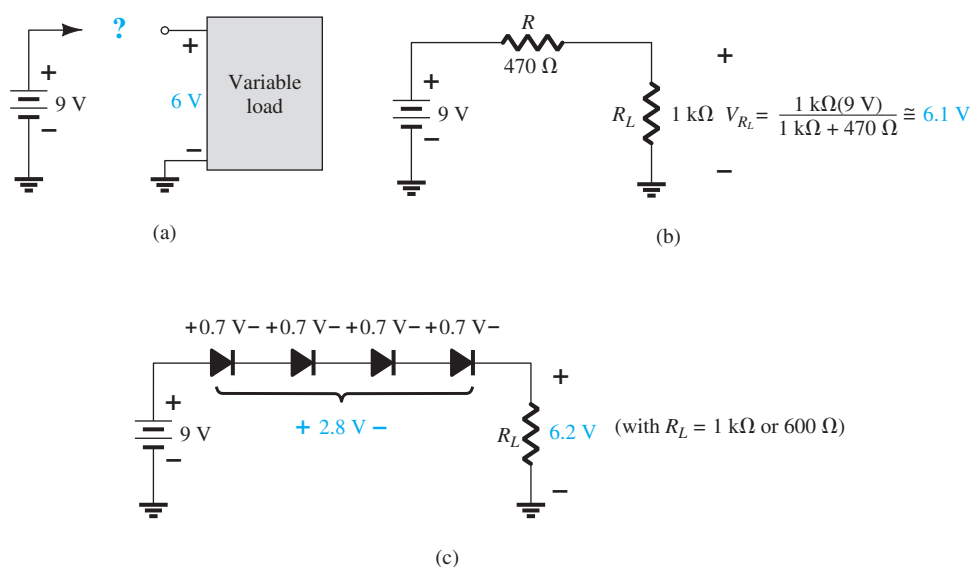 ?
+
6 V
−
Variable
load
+
9 V
−
(a)
R
470 Ω
+
9 V
−
R_L 1 kΩ
+
V_{R_L} = 1 kΩ(9 V) / 1 kΩ + 470 Ω ≅ 6.1 V
−
(b)
+0.7 V− +0.7 V− +0.7 V− +0.7 V−
+ 2.8 V −
+
9 V
−
+
R_L 6.2 V (with R_L = 1 kΩ or 600 Ω)
−
(c)